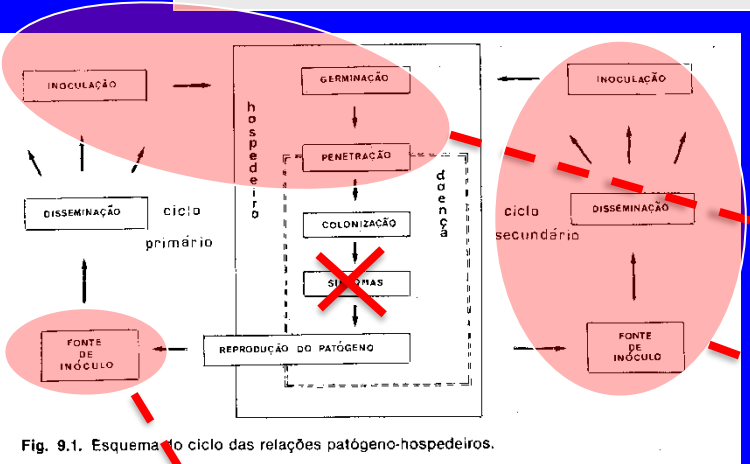 INOCULAÇÃO
GERMINAÇÃO
INOCULAÇÃO
hospedeiro
PENETRAÇÃO
doença
DISSEMINAÇÃO
ciclo
primário
COLONIZAÇÃO
ciclo
secundário
DISSEMINAÇÃO
SINTOMAS
FONTE
DE
INÓCULO
REPRODUÇÃO DO PATÓGENO
FONTE
DE
INÓCULO
Fig. 9.1. Esquema do ciclo das relações patógeno-hospedeiros.